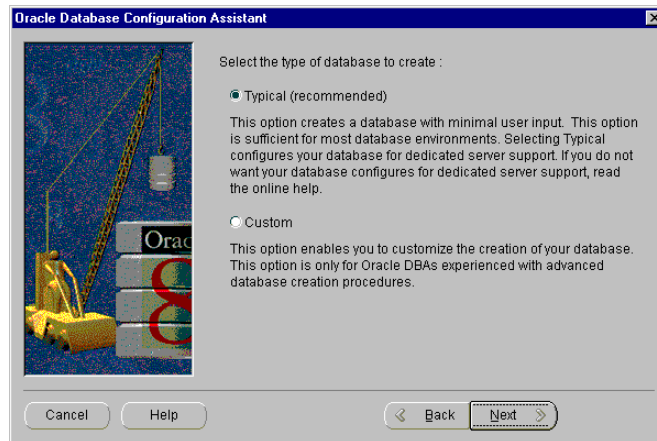 Oracle Database Configuration Assistant
Select the type of database to create :
Typical (recommended)
This option creates a database with minimal user input. This option
is sufficient for most database environments. Selecting Typical
configures your database for dedicated server support. If you do not
want your database configures for dedicated server support, read
the online help.
Custom
This option enables you to customize the creation of your database.
This option is only for Oracle DBAs experienced with advanced
database creation procedures.
Orac
8
Cancel
Help
Back
Next